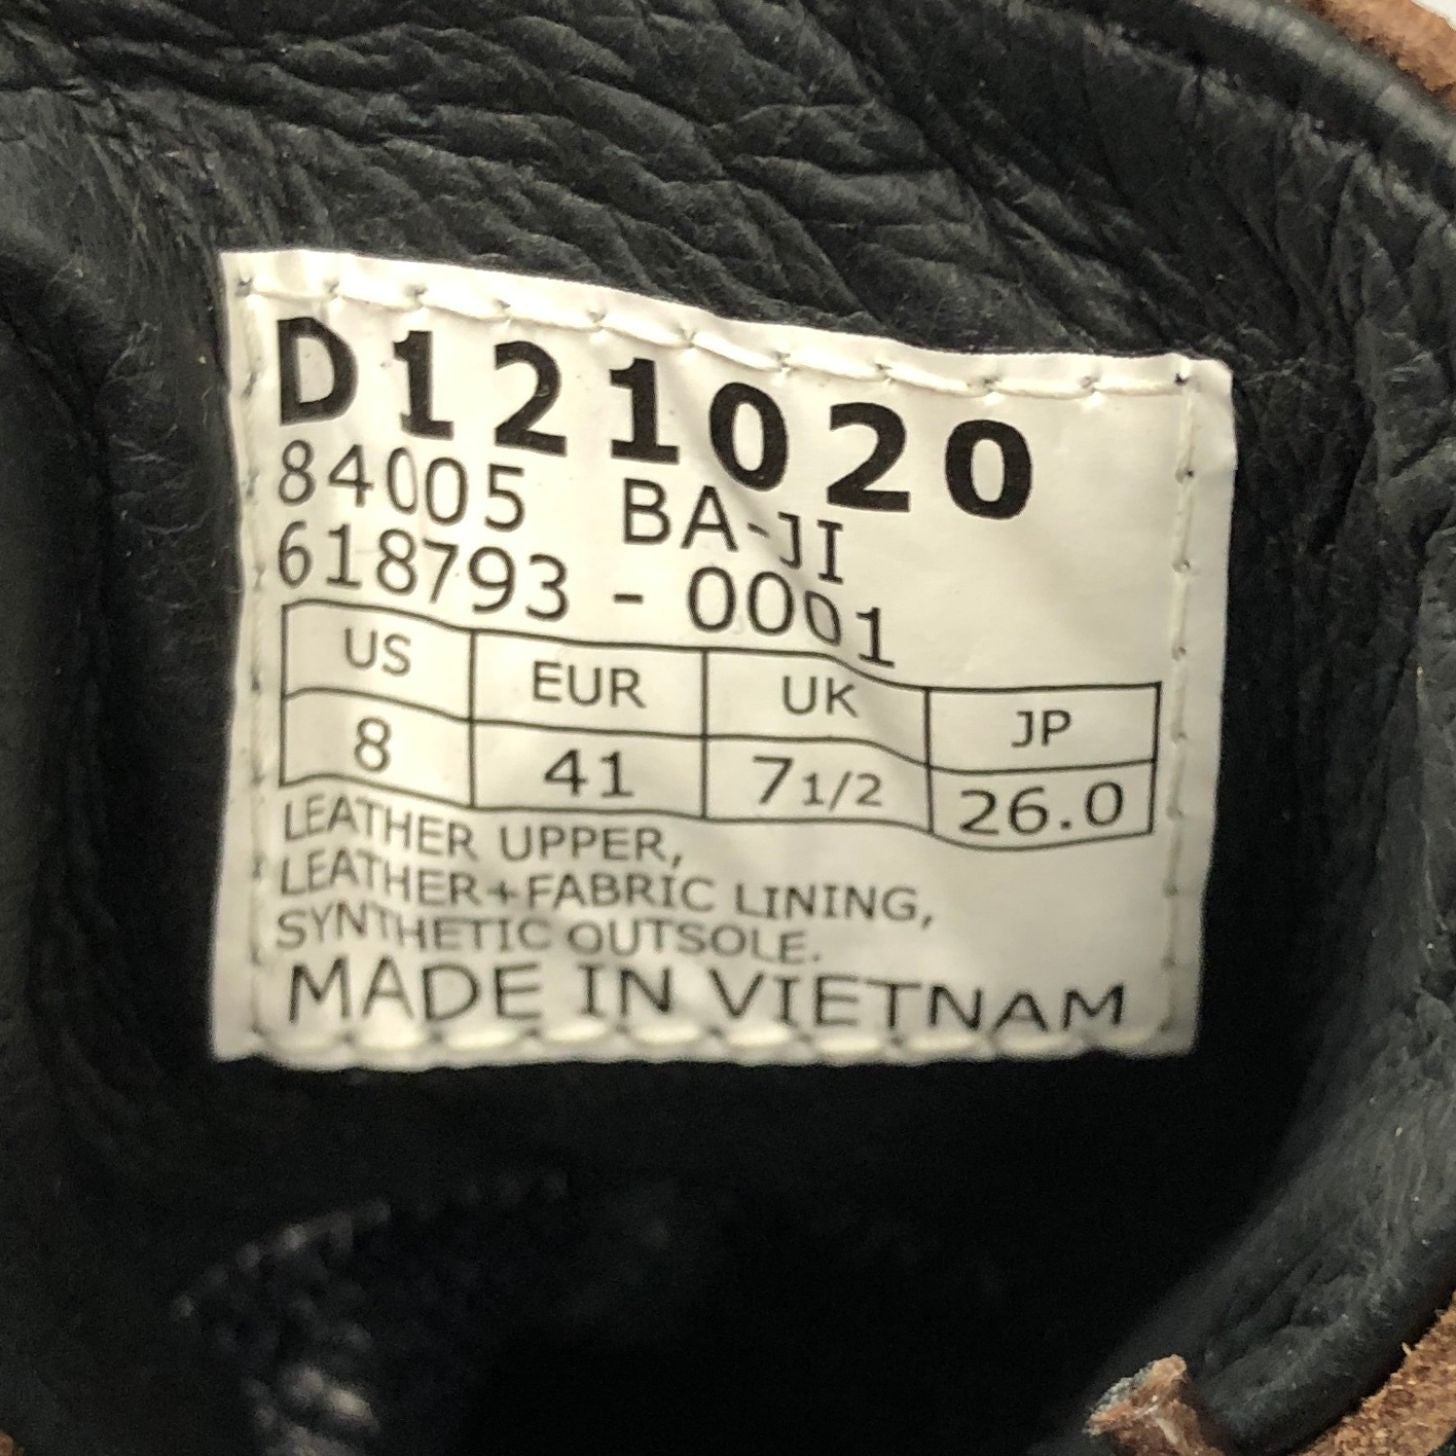 D121020
84005 BA-JI
618793 - 0001
US EUR UK JP
8 41 7 1/2 26.0
LEATHER UPPER,
LEATHER+FABRIC LINING,
SYNTHETIC OUTSOLE.
MADE IN VIETNAM